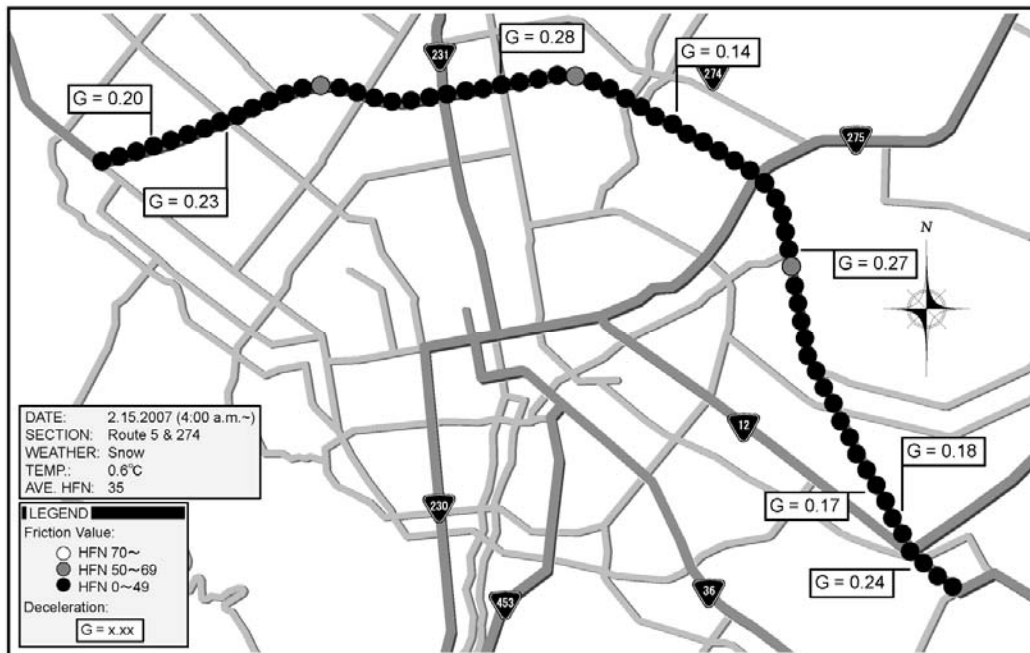 G = 0.28
G = 0.14
231
274
G = 0.20
275
G = 0.23
N
G = 0.27
DATE: 2.15.2007 (4:00 a.m.~)
SECTION: Route 5 & 274
WEATHER: Snow
TEMP.: 0.6°C
AVE. HFN: 35
12
G = 0.18
G = 0.17
230
LEGEND
Friction Value:
HFN 70~
HFN 50~69
HFN 0~49
Deceleration:
G = x.xx
G = 0.24
36
453